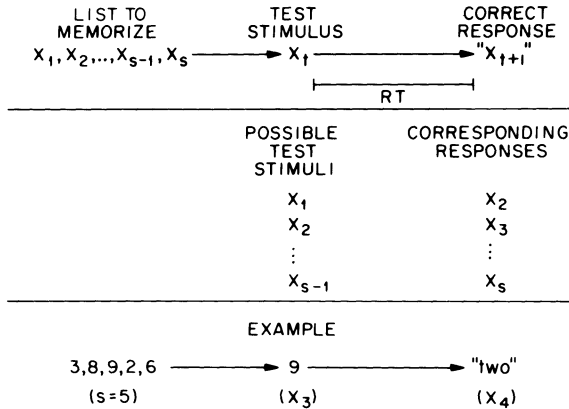 LIST TO MEMORIZE
TEST STIMULUS
CORRECT RESPONSE
X₁, X₂,..,Xₛ₋₁, Xₛ
Xₜ
"Xₜ₊₁"
RT
POSSIBLE TEST STIMULI
CORRESPONDING RESPONSES
X₁ X₂
X₂ X₃
⋮ ⋮
Xₛ₋₁ Xₛ
EXAMPLE
3,8,9,2,6 9 "two"
(s=5) (X₃) (X₄)